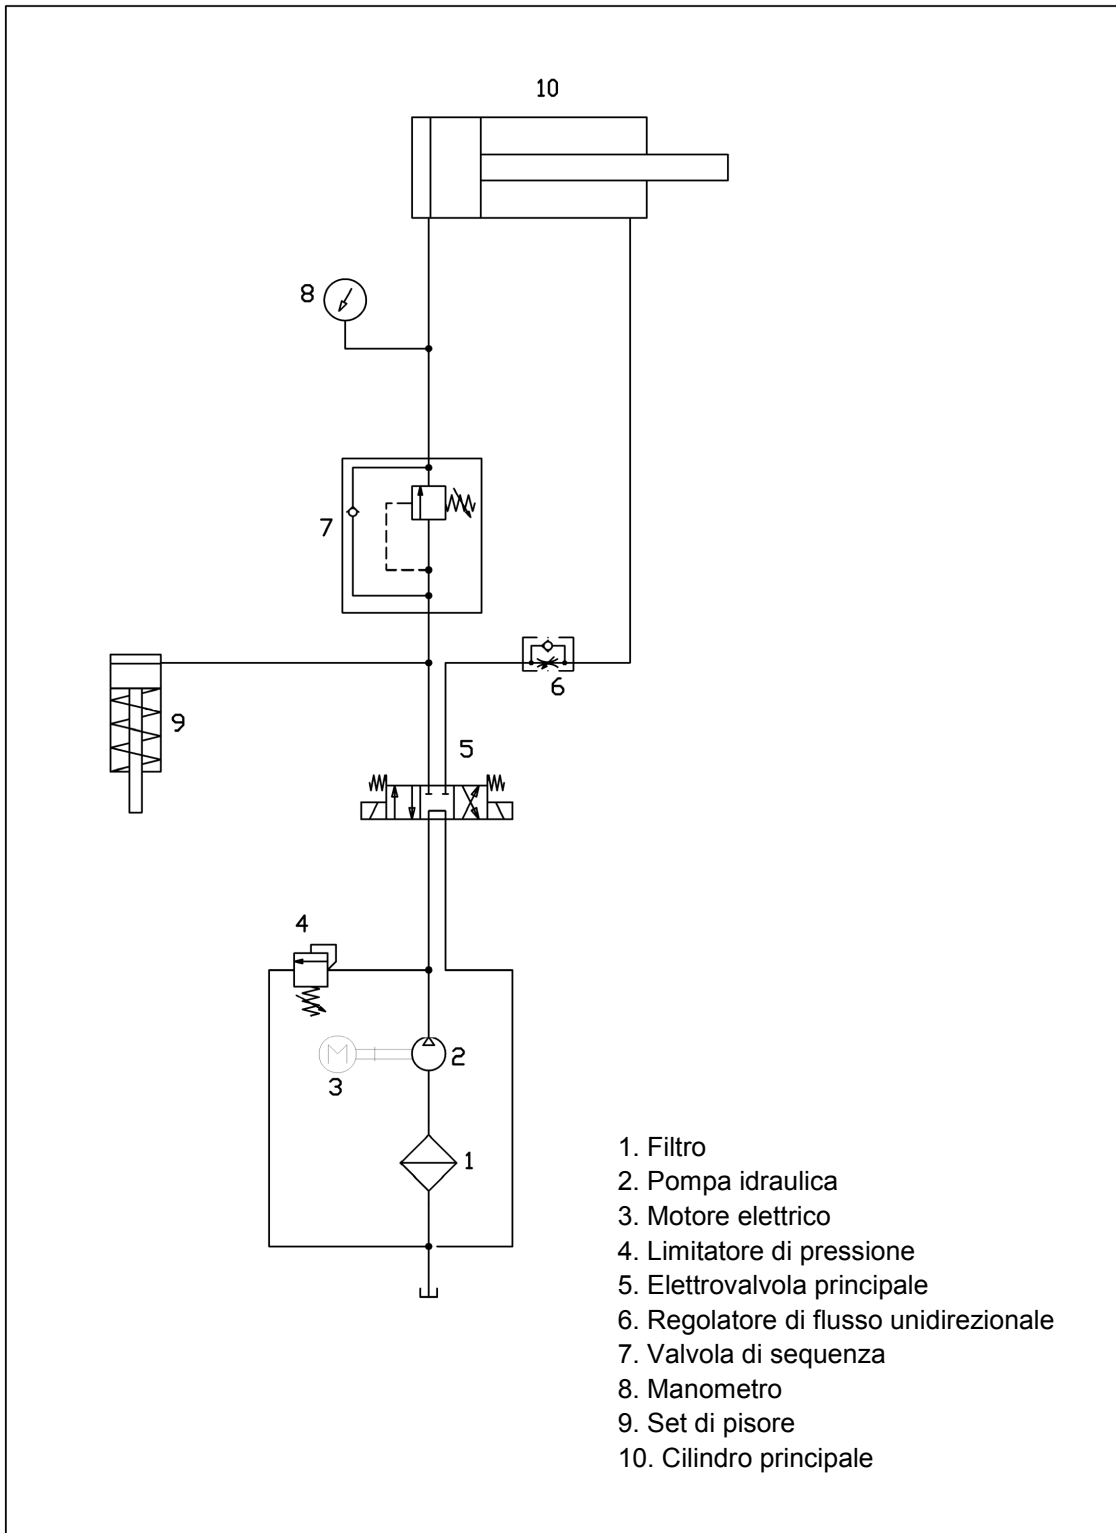 10
8
7
6
9
5
4
2
M
3
1
1. Filtro
2. Pompa idraulica
3. Motore elettrico
4. Limitatore di pressione
5. Elettrovalvola principale
6. Regolatore di flusso unidirezionale
7. Valvola di sequenza
8. Manometro
9. Set di pisore
10. Cilindro principale